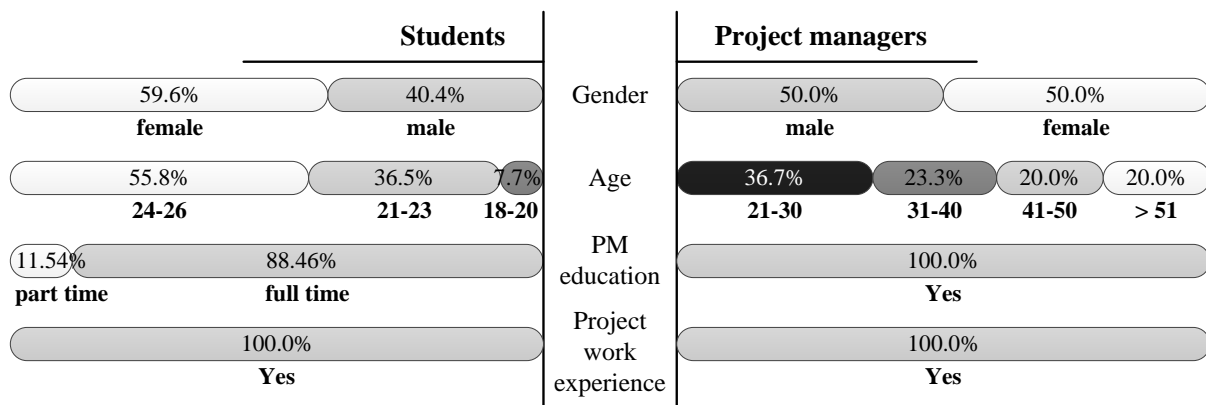 Students Project managers
59.6% 40.4% Gender 50.0% 50.0%
female male male female
55.8% 36.5% 7.7% Age 36.7% 23.3% 20.0% 20.0%
24-26 21-23 18-20 21-30 31-40 41-50 > 51
PM
11.54% 88.46% education 100.0%
part time full time Yes
Project
100.0% work 100.0%
Yes experience Yes